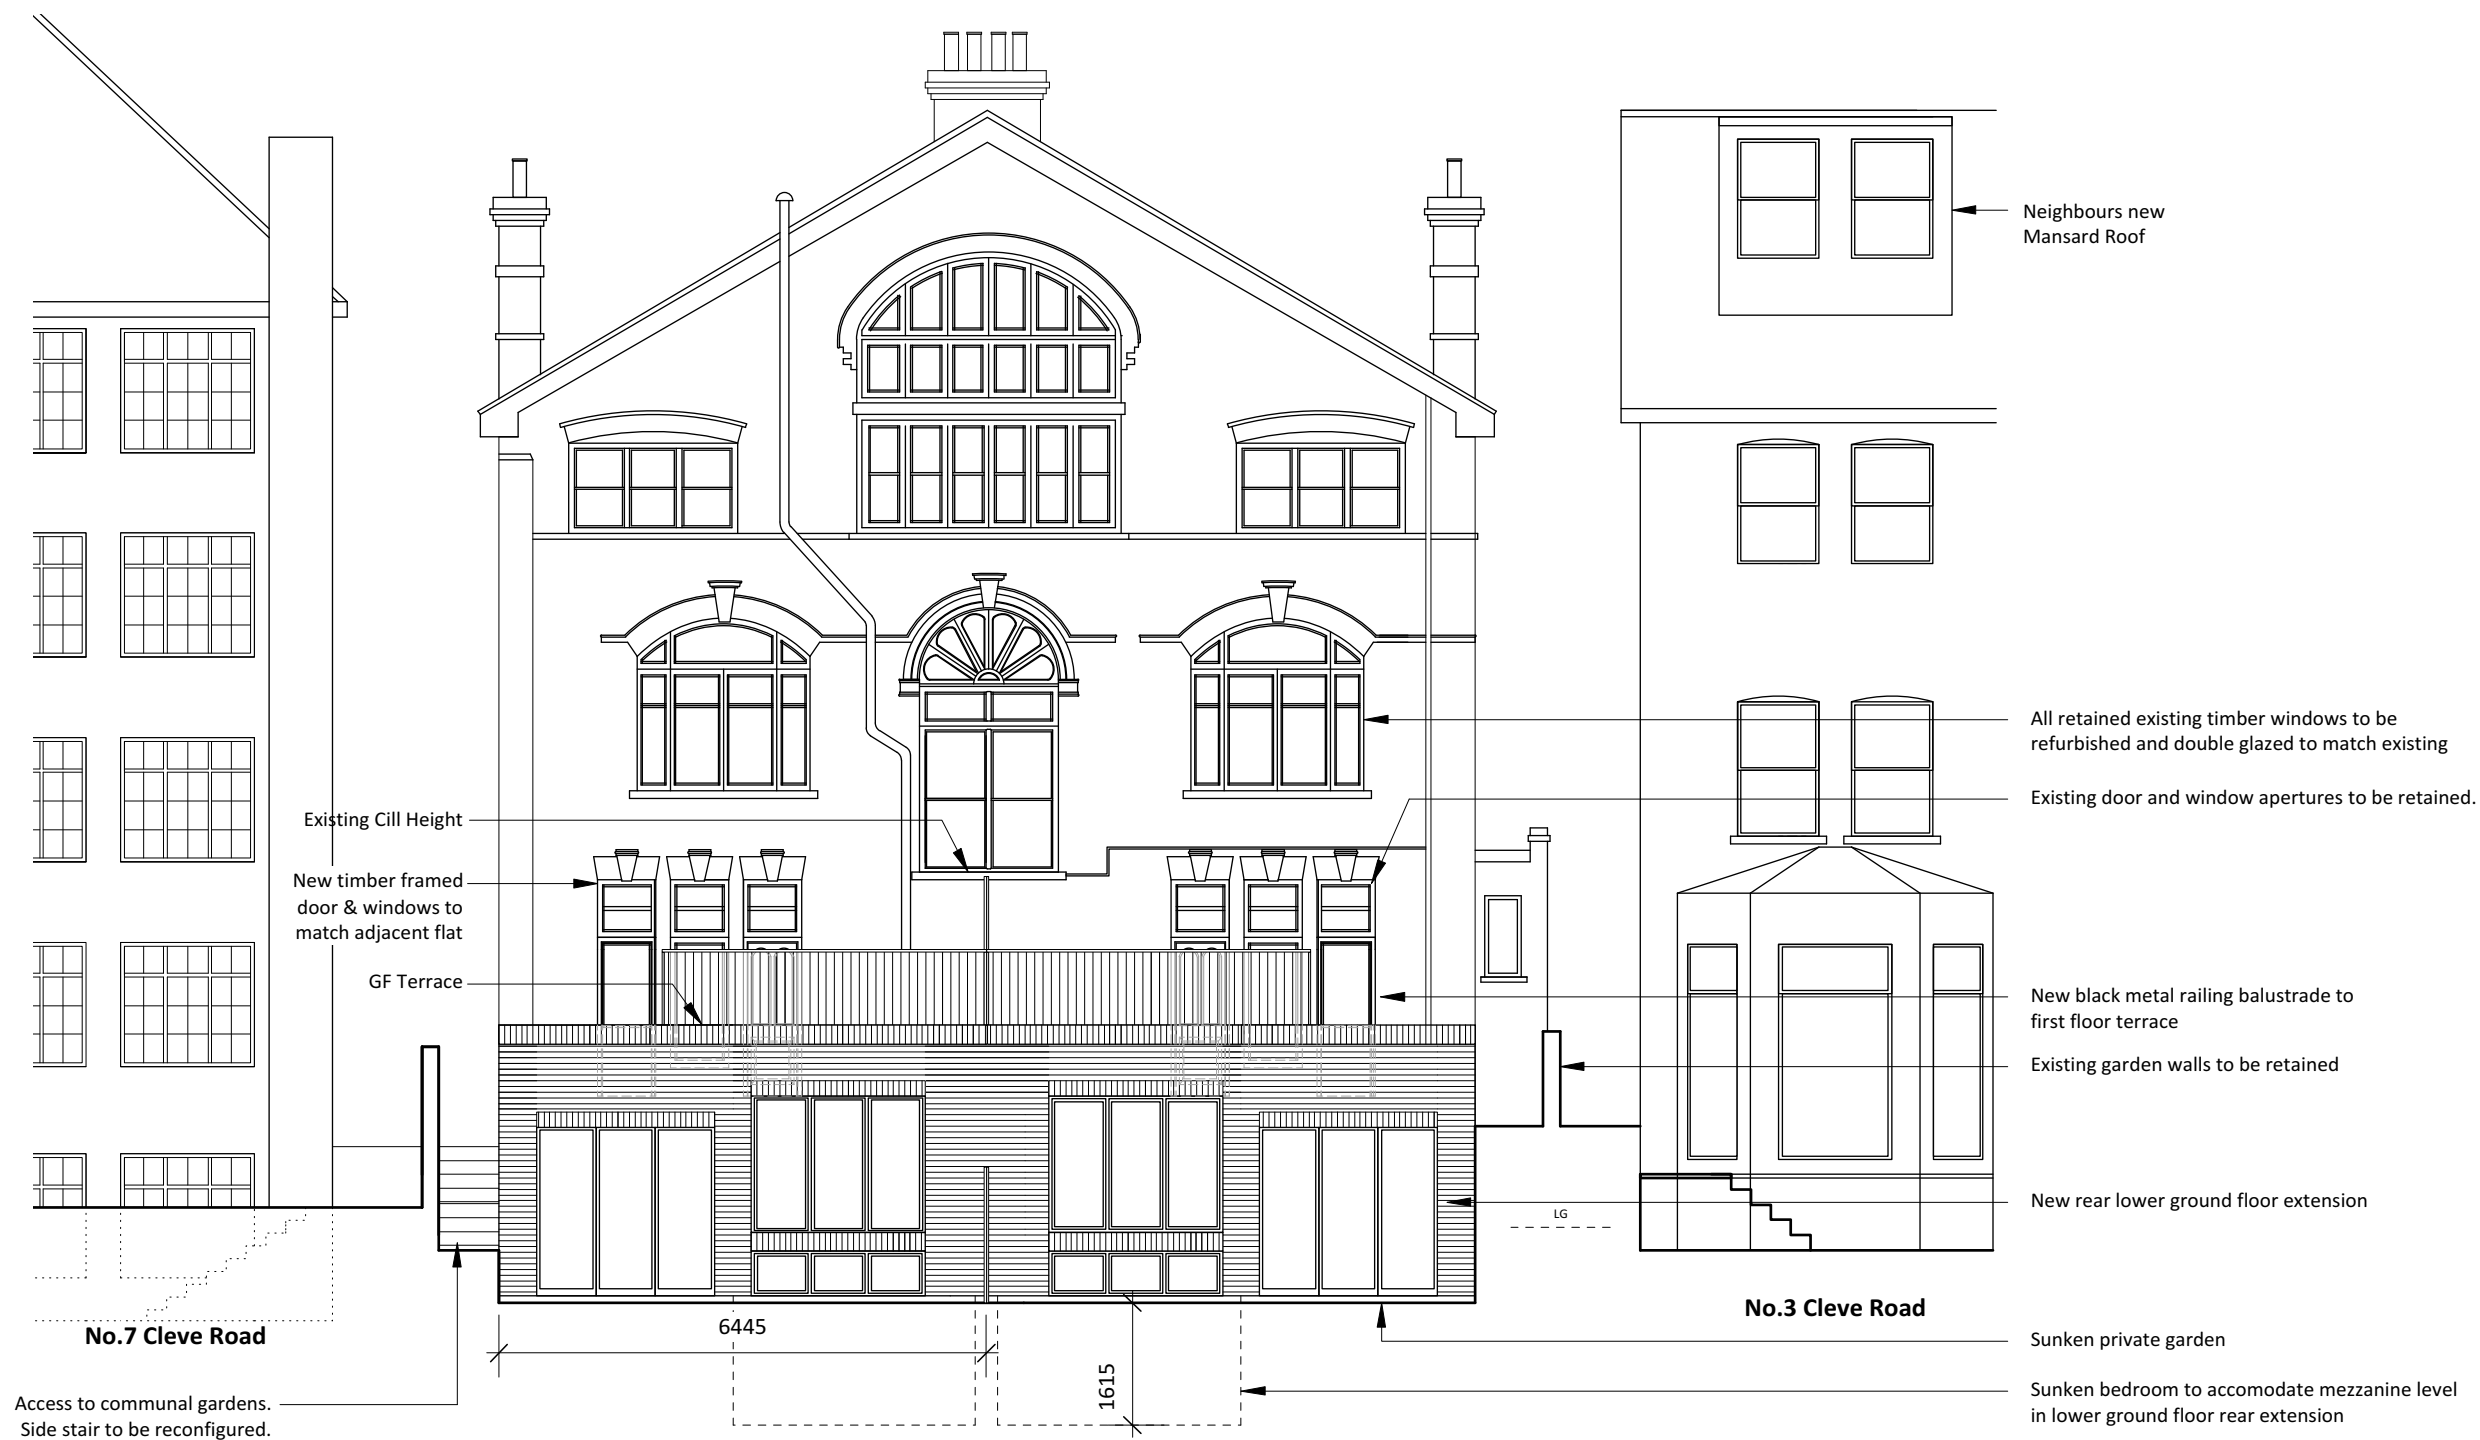 Neighbours new
Mansard Roof
All retained existing timber windows to be
refurbished and double glazed to match existing
Existing door and window apertures to be retained.
Existing Cill Height
New timber framed
door & windows to
match adjacent flat
GF Terrace
New black metal railing balustrade to
first floor terrace
Existing garden walls to be retained
New rear lower ground floor extension
LG
No.7 Cleve Road
No.3 Cleve Road
6445
1615
Sunken private garden
Access to communal gardens.
Side stair to be reconfigured.
Sunken bedroom to accomodate mezzanine level
in lower ground floor rear extension